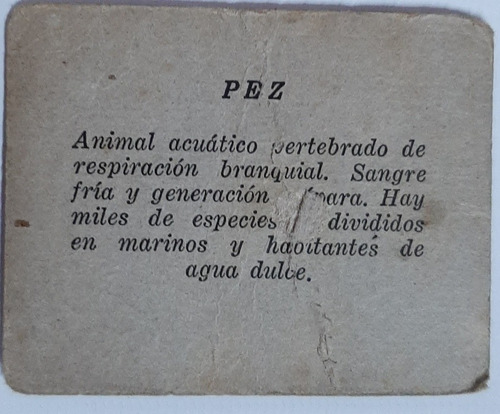 PEZ
Animal acuático vertebrado de
respiración branquial. Sangre
fría y generación Hay
miles de especies divididos
en marinos y habitantes de
agua dulce.